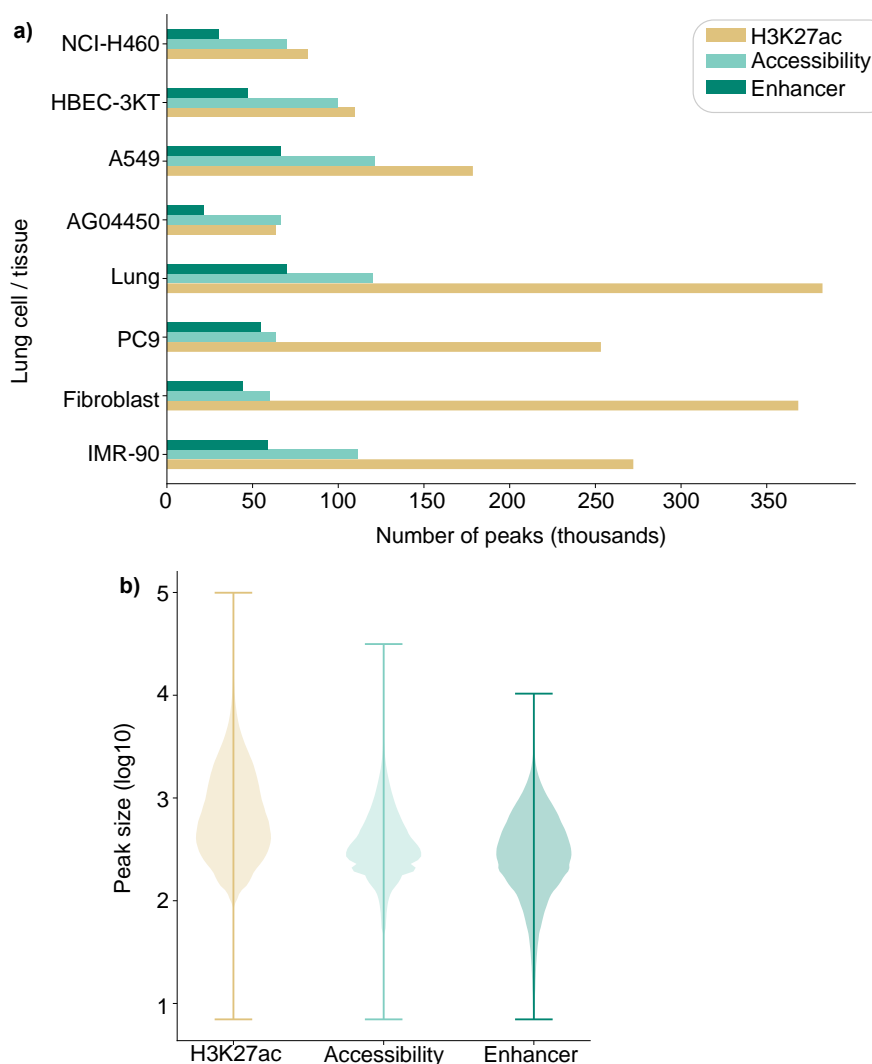 a)
H3K27ac
Accessibility
Enhancer
Lung cell / tissue
NCI-H460
HBEC-3KT
A549
AG04450
Lung
PC9
Fibroblast
IMR-90
0 50 100 150 200 250 300 350
Number of peaks (thousands)
b)
Peak size (log10)
5
4
3
2
1
H3K27ac Accessibility Enhancer